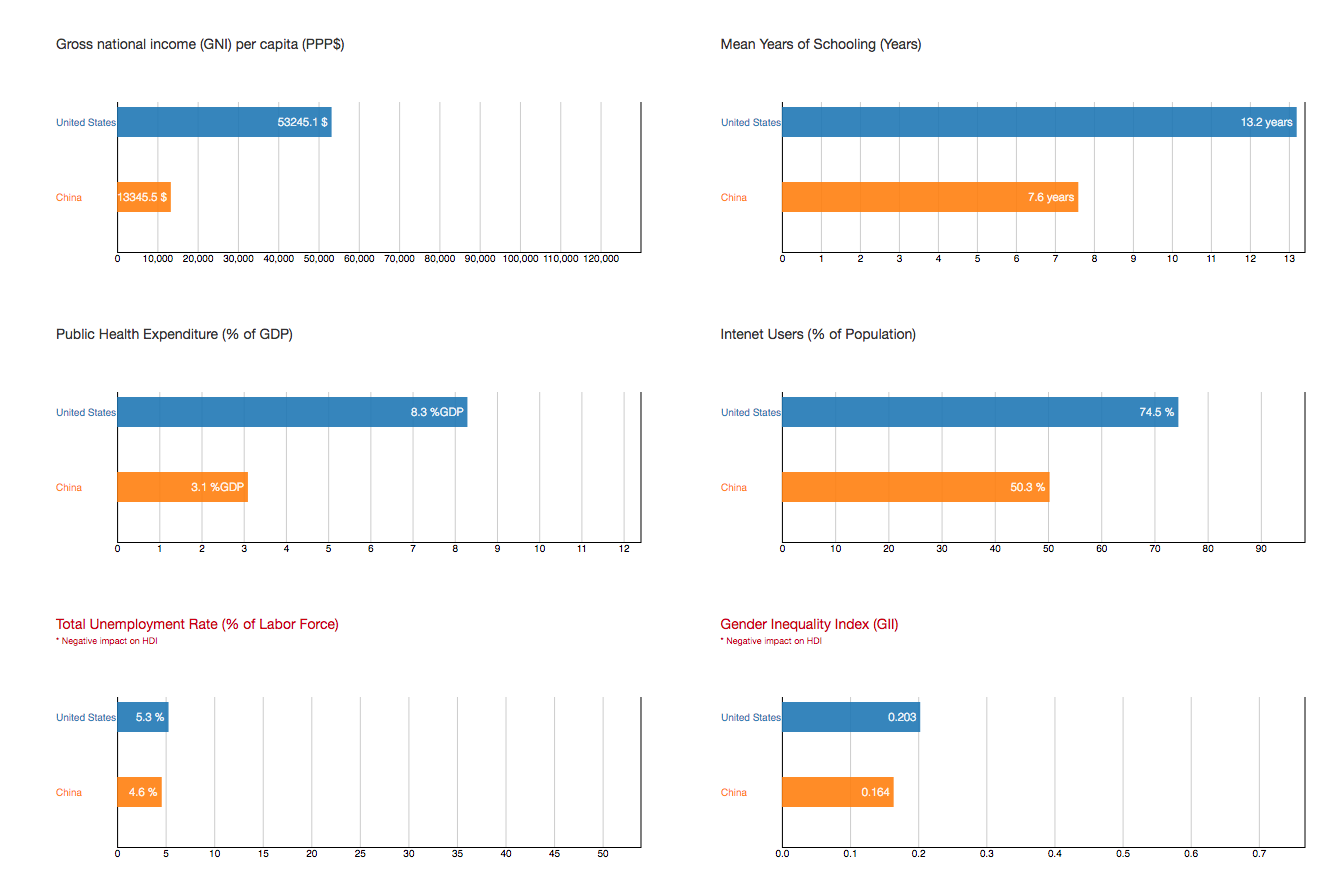 Gross national income (GNI) per capita (PPP$)
United States 53245.1 $
China 13345.5 $
0 10,000 20,000 30,000 40,000 50,000 60,000 70,000 80,000 90,000 100,000 110,000 120,000
Mean Years of Schooling (Years)
United States 13.2 years
China 7.6 years
0 1 2 3 4 5 6 7 8 9 10 11 12 13
Public Health Expenditure (% of GDP)
United States 8.3 %GDP
China 3.1 %GDP
0 1 2 3 4 5 6 7 8 9 10 11 12
Intenet Users (% of Population)
United States 74.5 %
China 50.3 %
0 10 20 30 40 50 60 70 80 90
Total Unemployment Rate (% of Labor Force)
* Negative impact on HDI
United States 5.3 %
China 4.6 %
0 5 10 15 20 25 30 35 40 45 50
Gender Inequality Index (GII)
* Negative impact on HDI
United States 0.203
China 0.164
0.0 0.1 0.2 0.3 0.4 0.5 0.6 0.7